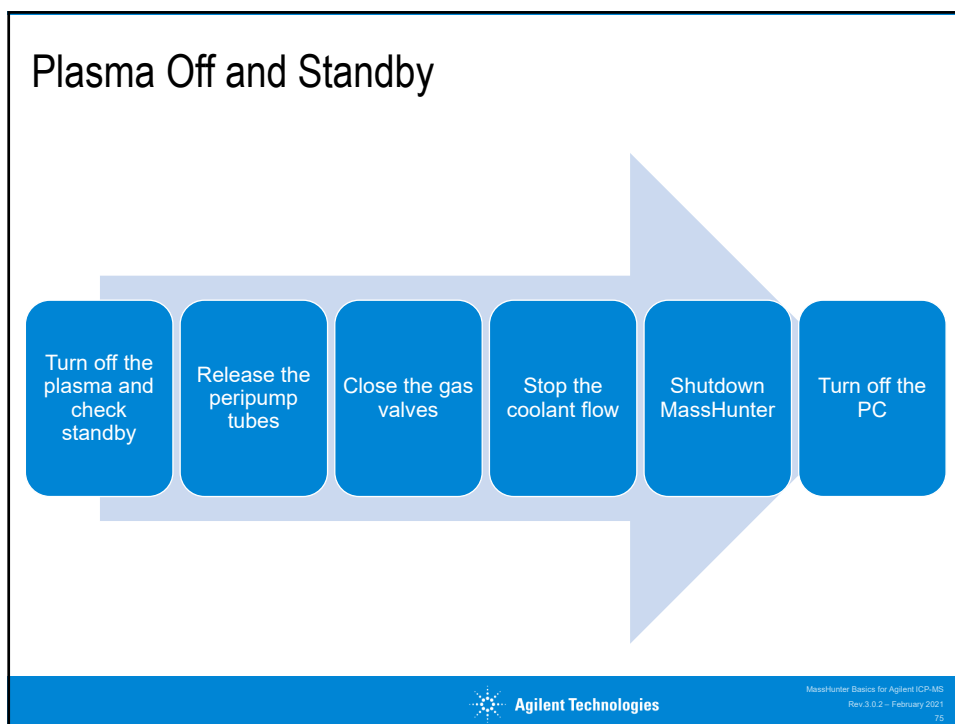 Plasma Off and Standby
Turn off the
plasma and
check
standby
Release the
peripump
tubes
Close the gas
valves
Stop the
coolant flow
Shutdown
MassHunter
Turn off the
PC
Agilent Technologies
MassHunter Basics for Agilent ICP-MS
Rev.3.0.2 – February 2021
75